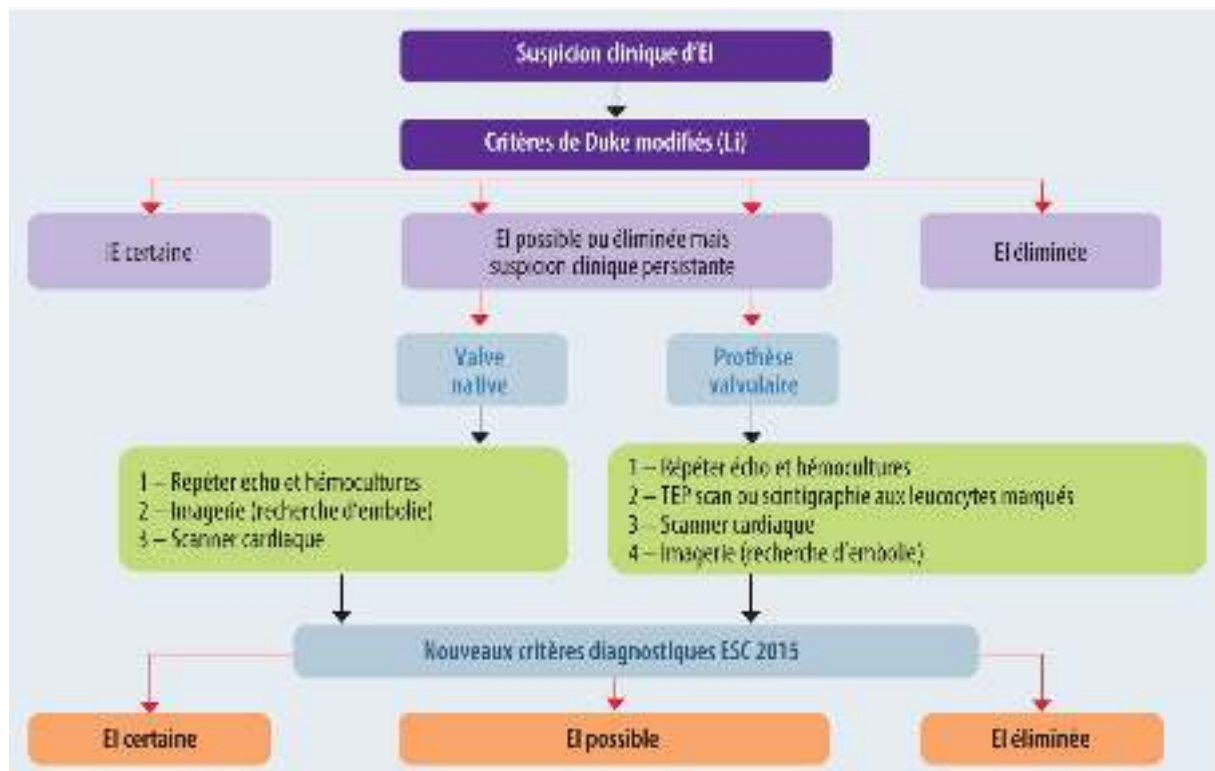 Suspicion clinique d'EI
Critères de Duke modifiés (Li)
IE certaine
EI possible ou éliminée mais
suspicion clinique persistante
EI éliminée
Valve
native
Prothèse
valvulaire
1 – Repéter écho et hémocultures
2 – Imagerie (recherche d'embolie)
3 – Scanner cardiaque
1 – Répéter écho et hémocultures
2 – TEP scan ou scintigraphie aux leucocytes marqués
3 – Scanner cardiaque
4 – Imagerie (recherche d'embolie)
Nouveaux critères diagnostiques ESC 2015
EI certaine
EI possible
EI éliminée